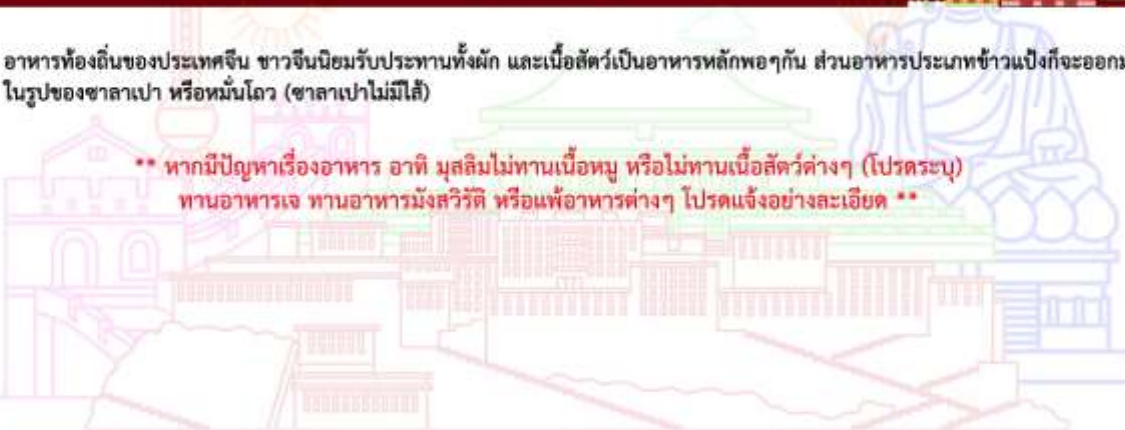 อาหารท้องถิ่นของประเทศจีน ชาวจีนนิยมรับประทานทั้งผัก และเนื้อสัตว์เป็นอาหารหลักพอๆกัน ส่วนอาหารประเภทข้าวแป้งก็จะออกม
ในรูปของซาลาเปา หรือหมั่นโถว (ซาลาเปาไม่มีไส้)
** หากมีปัญหาเรื่องอาหาร อาทิ มุสลิมไม่ทานเนื้อหมู หรือไม่ทานเนื้อสัตว์ต่างๆ (โปรดระบุ)
ทานอาหารเจ ทานอาหารมังสวิรัติ หรือแพ้อาหารต่างๆ โปรดแจ้งอย่างละเอียด **